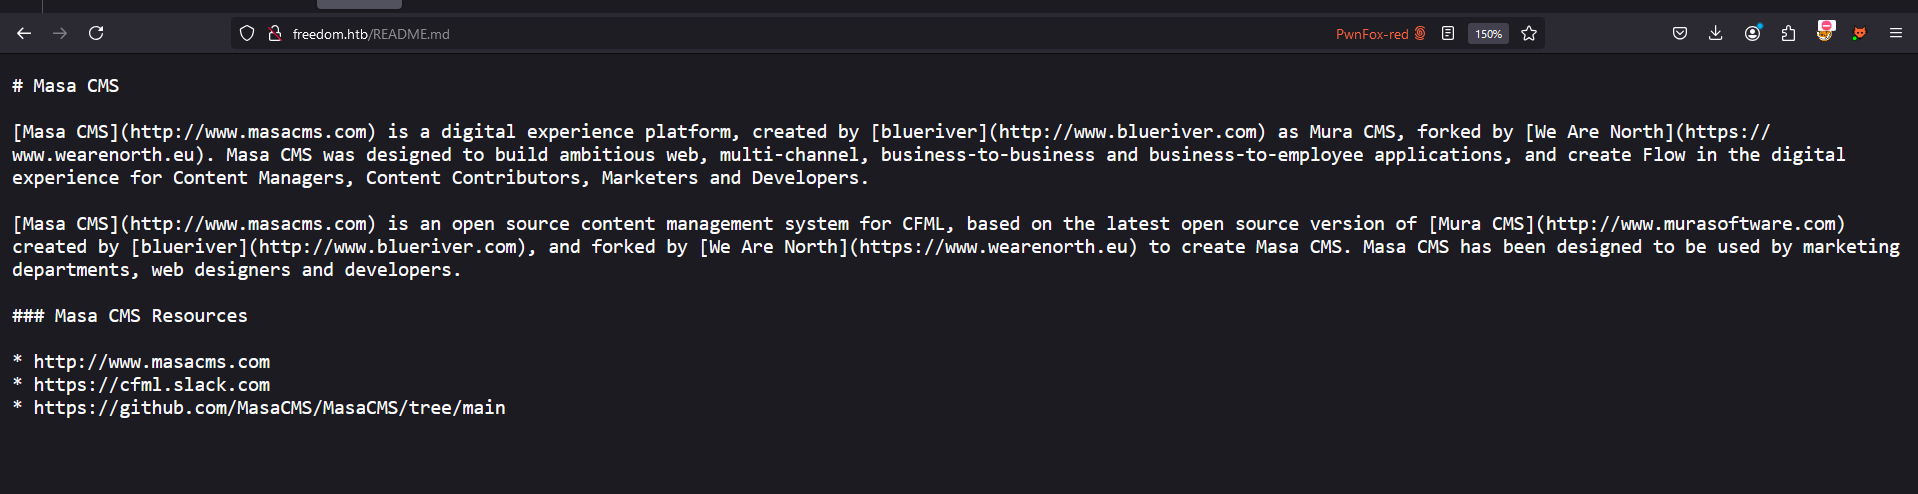 freedom.htb/README.md
PwnFox-red
150%
# Masa CMS
[Masa CMS](http://www.masacms.com) is a digital experience platform, created by [blueriver](http://www.blueriver.com) as Mura CMS, forked by [We Are North](https://
www.wearenorth.eu). Masa CMS was designed to build ambitious web, multi-channel, business-to-business and business-to-employee applications, and create Flow in the digital
experience for Content Managers, Content Contributors, Marketers and Developers.
[Masa CMS](http://www.masacms.com) is an open source content management system for CFML, based on the latest open source version of [Mura CMS](http://www.murasoftware.com)
created by [blueriver](http://www.blueriver.com), and forked by [We Are North](https://www.wearenorth.eu) to create Masa CMS. Masa CMS has been designed to be used by marketing
departments, web designers and developers.
### Masa CMS Resources
* http://www.masacms.com
* https://cfml.slack.com
* https://github.com/MasaCMS/MasaCMS/tree/main